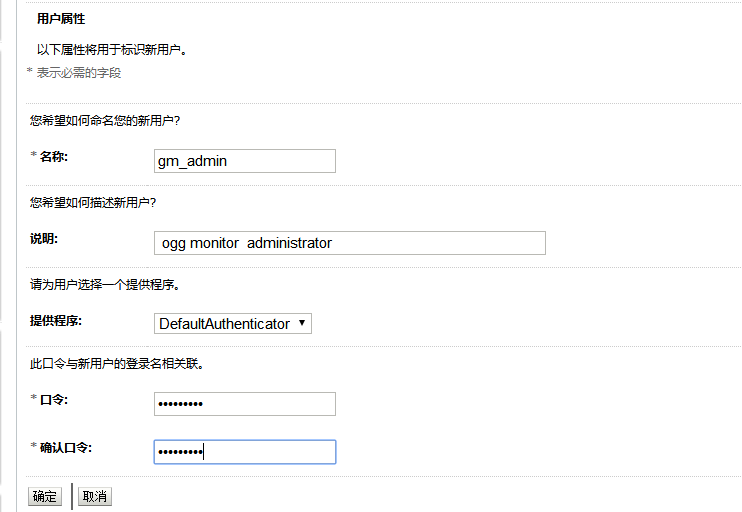 用户属性
以下属性将用于标识新用户。
* 表示必需的字段
您希望如何命名您的新用户?
* 名称: gm_admin
您希望如何描述新用户?
说明: ogg monitor  administrator
请为用户选择一个提供程序。
提供程序: DefaultAuthenticator ▼
此口令与新用户的登录名相关联。
* 口令: •••••••••
* 确认口令: •••••••••
确定 取消